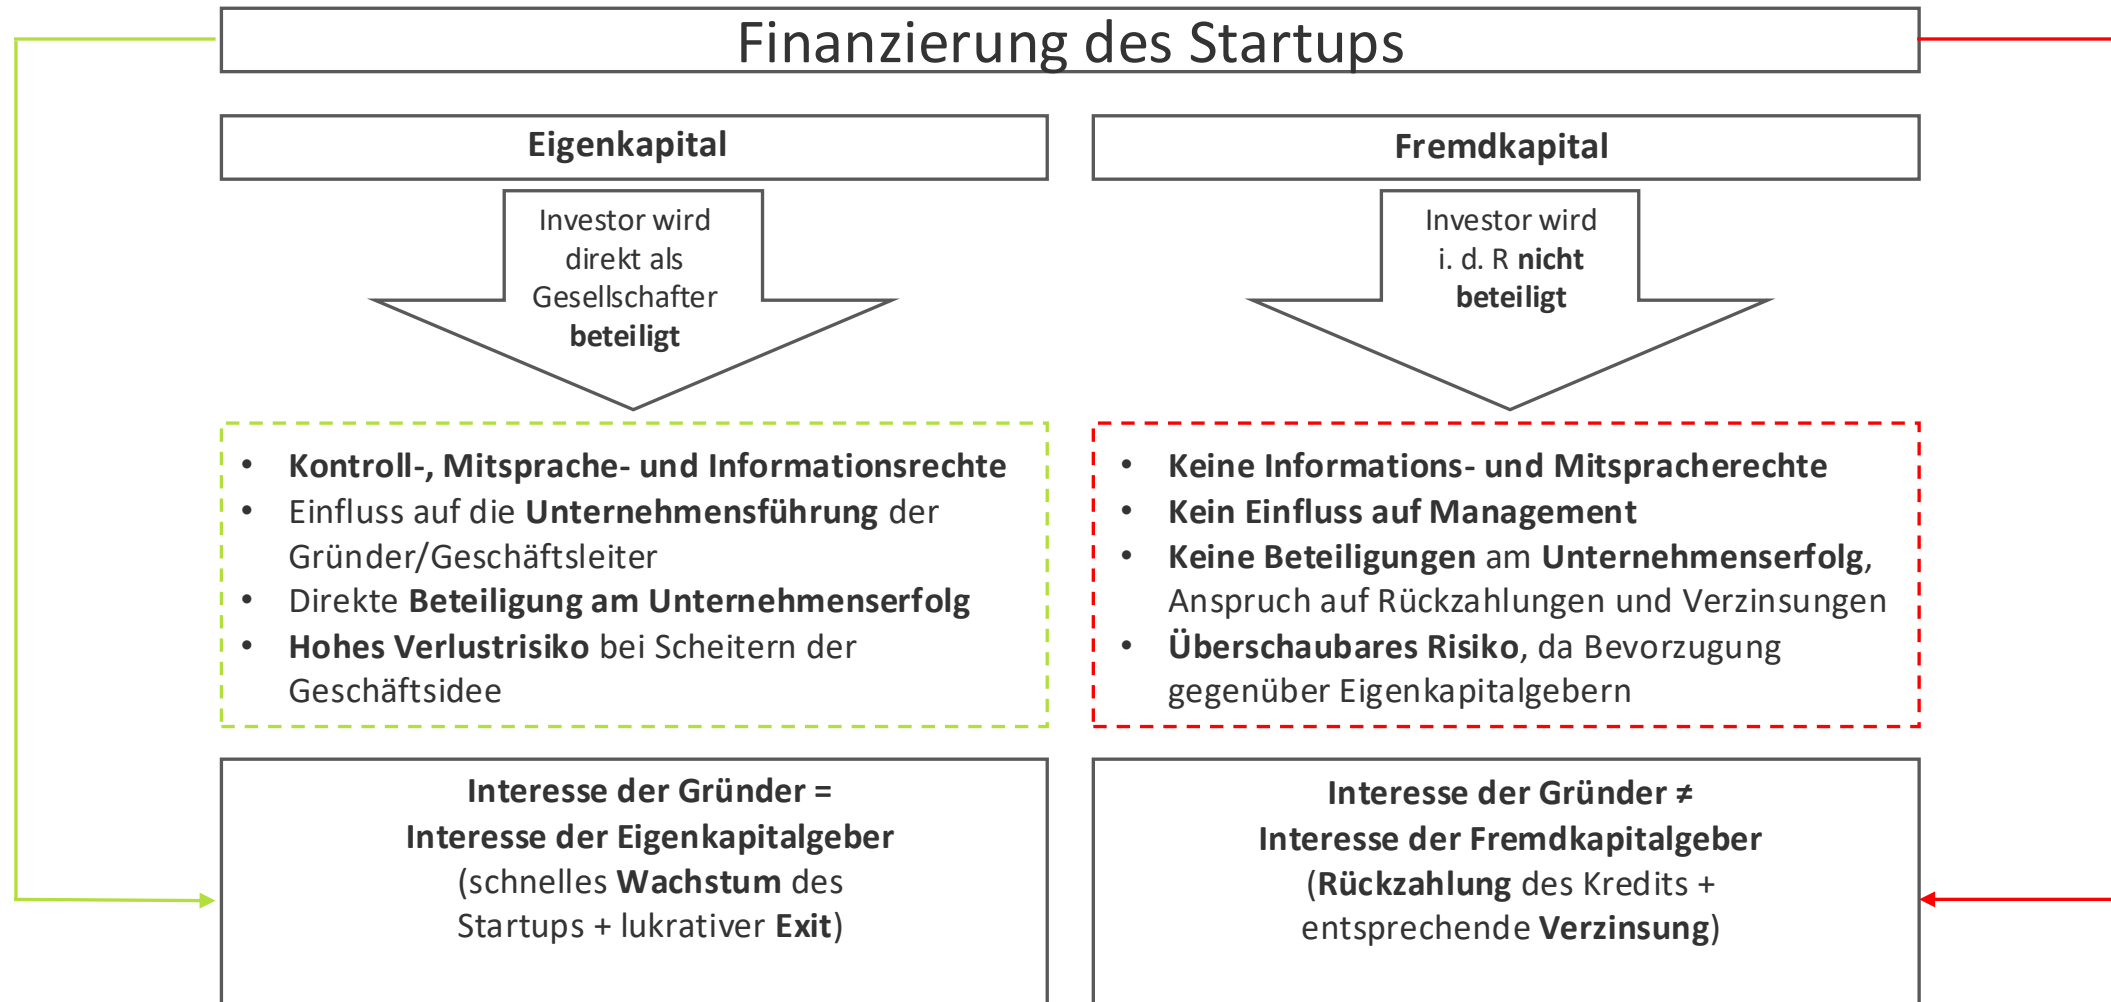 Finanzierung des Startups
Eigenkapital
Investor wird
direkt als
Gesellschafter
beteiligt
• Kontroll-, Mitsprache- und Informationsrechte
• Einfluss auf die Unternehmensführung der
Gründer/Geschäftsleiter
• Direkte Beteiligung am Unternehmenserfolg
• Hohes Verlustrisiko bei Scheitern der
Geschäftsidee
Interesse der Gründer =
Interesse der Eigenkapitalgeber
(schnelles Wachstum des
Startups + lukrativer Exit)
Fremdkapital
Investor wird
i. d. R nicht
beteiligt
• Keine Informations- und Mitspracherechte
• Kein Einfluss auf Management
• Keine Beteiligungen am Unternehmenserfolg,
Anspruch auf Rückzahlungen und Verzinsungen
• Überschaubares Risiko, da Bevorzugung
gegenüber Eigenkapitalgebern
Interesse der Gründer ≠
Interesse der Fremdkapitalgeber
(Rückzahlung des Kredits +
entsprechende Verzinsung)